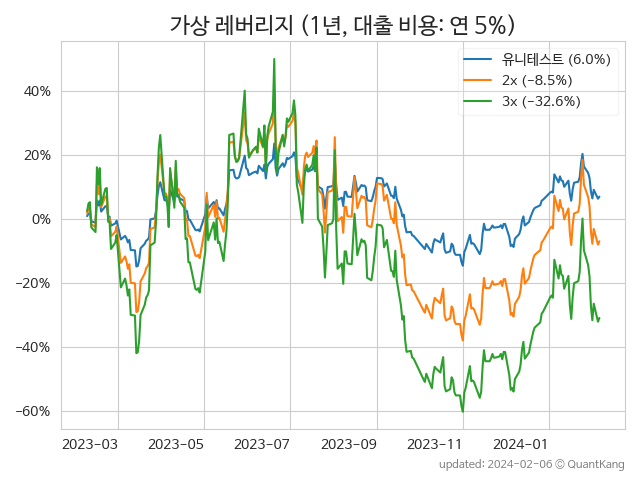 가상 레버리지 (1년, 대출 비용: 연 5%)
유니테스트 (6.0%)
2x (−8.5%)
3x (−32.6%)
40%
20%
0%
−20%
−40%
−60%
2023-03 2023-05 2023-07 2023-09 2023-11 2024-01
updated: 2024-02-06 © QuantKang